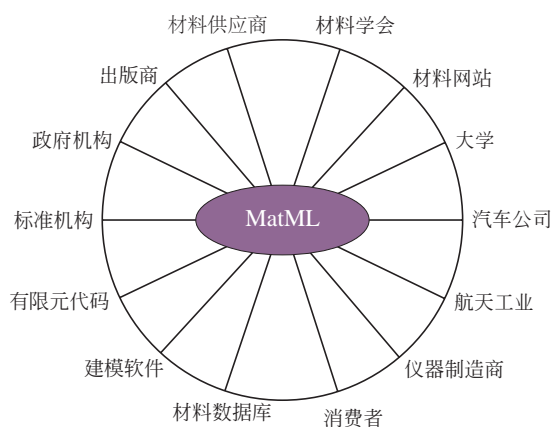 材料供应商
材料学会
出版商
材料网站
政府机构
大学
标准机构
MatML
汽车公司
有限元代码
航天工业
建模软件
仪器制造商
材料数据库
消费者